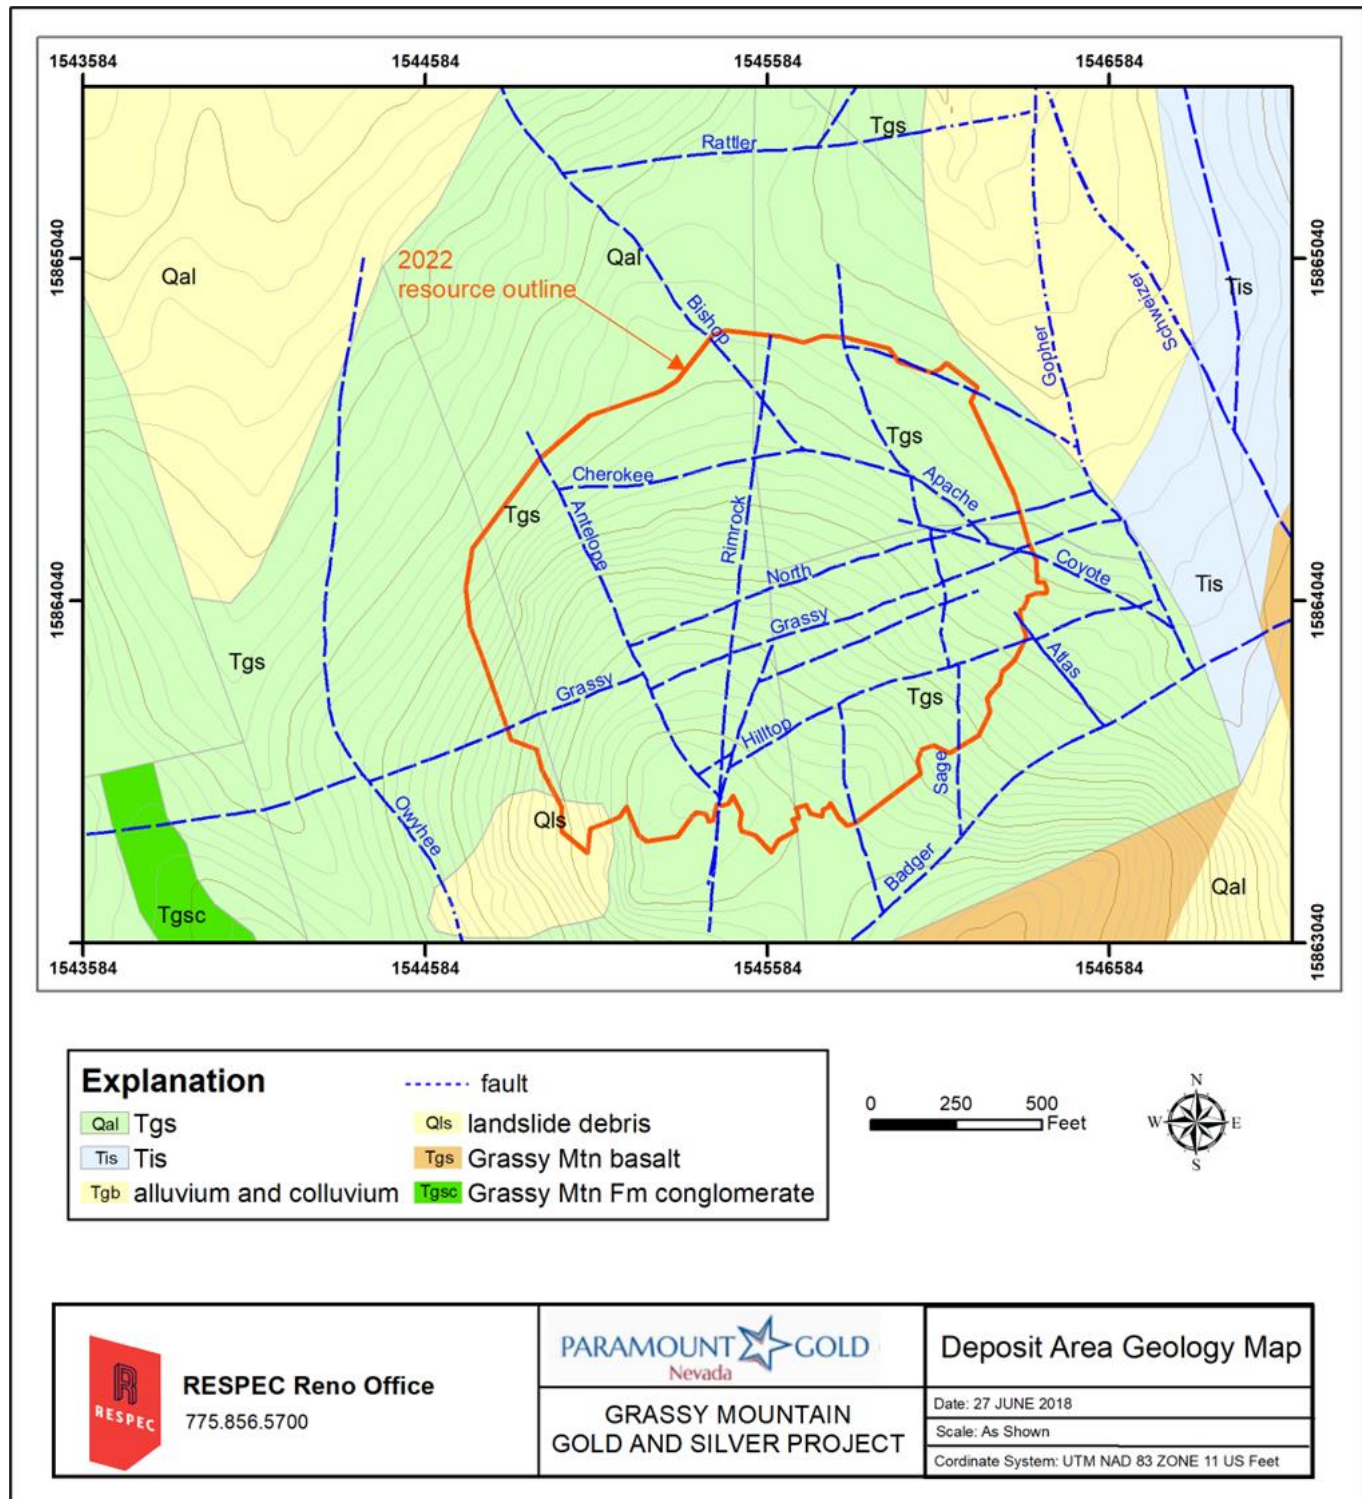 1543584 1544584 1545584 1546584
Rattler
Tgs
15865040
15865040
Qal
Qal
2022
resource outline
Tis
Bishop
Schweizer
Gopher
Tgs
Cherokee
Apache
Tgs
Antelope
Rimrock
North
Coyote
Tis
15864040
15864040
Grassy
Tgs
Atlas
Grassy
Tgs
Hilltop
Sage
Owyhee
Qls
Badger
Qal
Tgsc
15863040
1543584 1544584 1545584 1546584
Explanation
fault
Qal Tgs
Qls landslide debris
Tis Tis
Tgs Grassy Mtn basalt
Tgb alluvium and colluvium
Tgsc Grassy Mtn Fm conglomerate
0 250 500
Feet
N
W E
S
RESPEC
RESPEC Reno Office
775.856.5700
PARAMOUNT GOLD
Nevada
GRASSY MOUNTAIN
GOLD AND SILVER PROJECT
Deposit Area Geology Map
Date: 27 JUNE 2018
Scale: As Shown
Cordinate System: UTM NAD 83 ZONE 11 US Feet